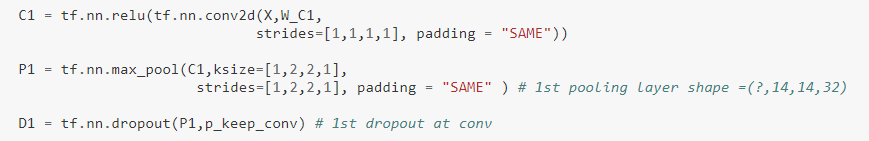 C1 = tf.nn.relu(tf.nn.conv2d(X,W_C1,
strides=[1,1,1,1], padding = "SAME"))
P1 = tf.nn.max_pool(C1,ksize=[1,2,2,1],
strides=[1,2,2,1], padding = "SAME" ) # 1st pooling layer shape =(?,14,14,32)
D1 = tf.nn.dropout(P1,p_keep_conv) # 1st dropout at conv